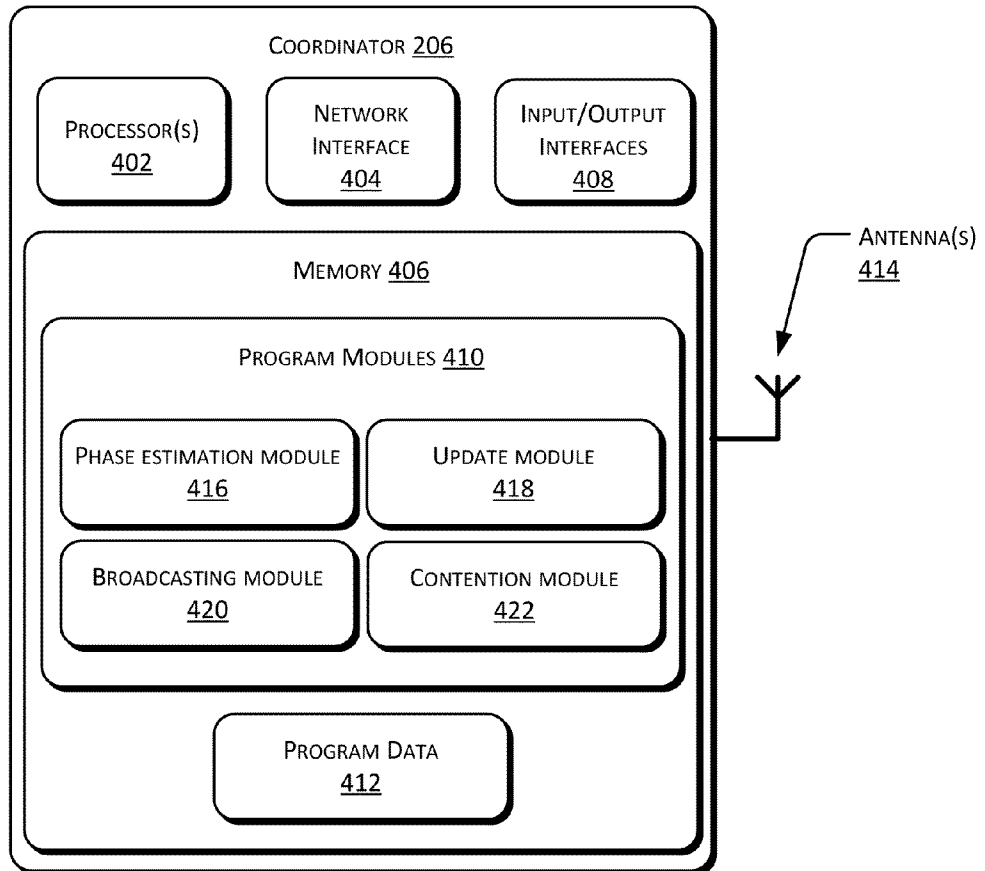 COORDINATOR 206
PROCESSOR(S)
402
NETWORK
INTERFACE
404
INPUT/OUTPUT
INTERFACES
408
ANTENNA(S)
414
MEMORY 406
PROGRAM MODULES 410
PHASE ESTIMATION MODULE
416
UPDATE MODULE
418
BROADCASTING MODULE
420
CONTENTION MODULE
422
PROGRAM DATA
412